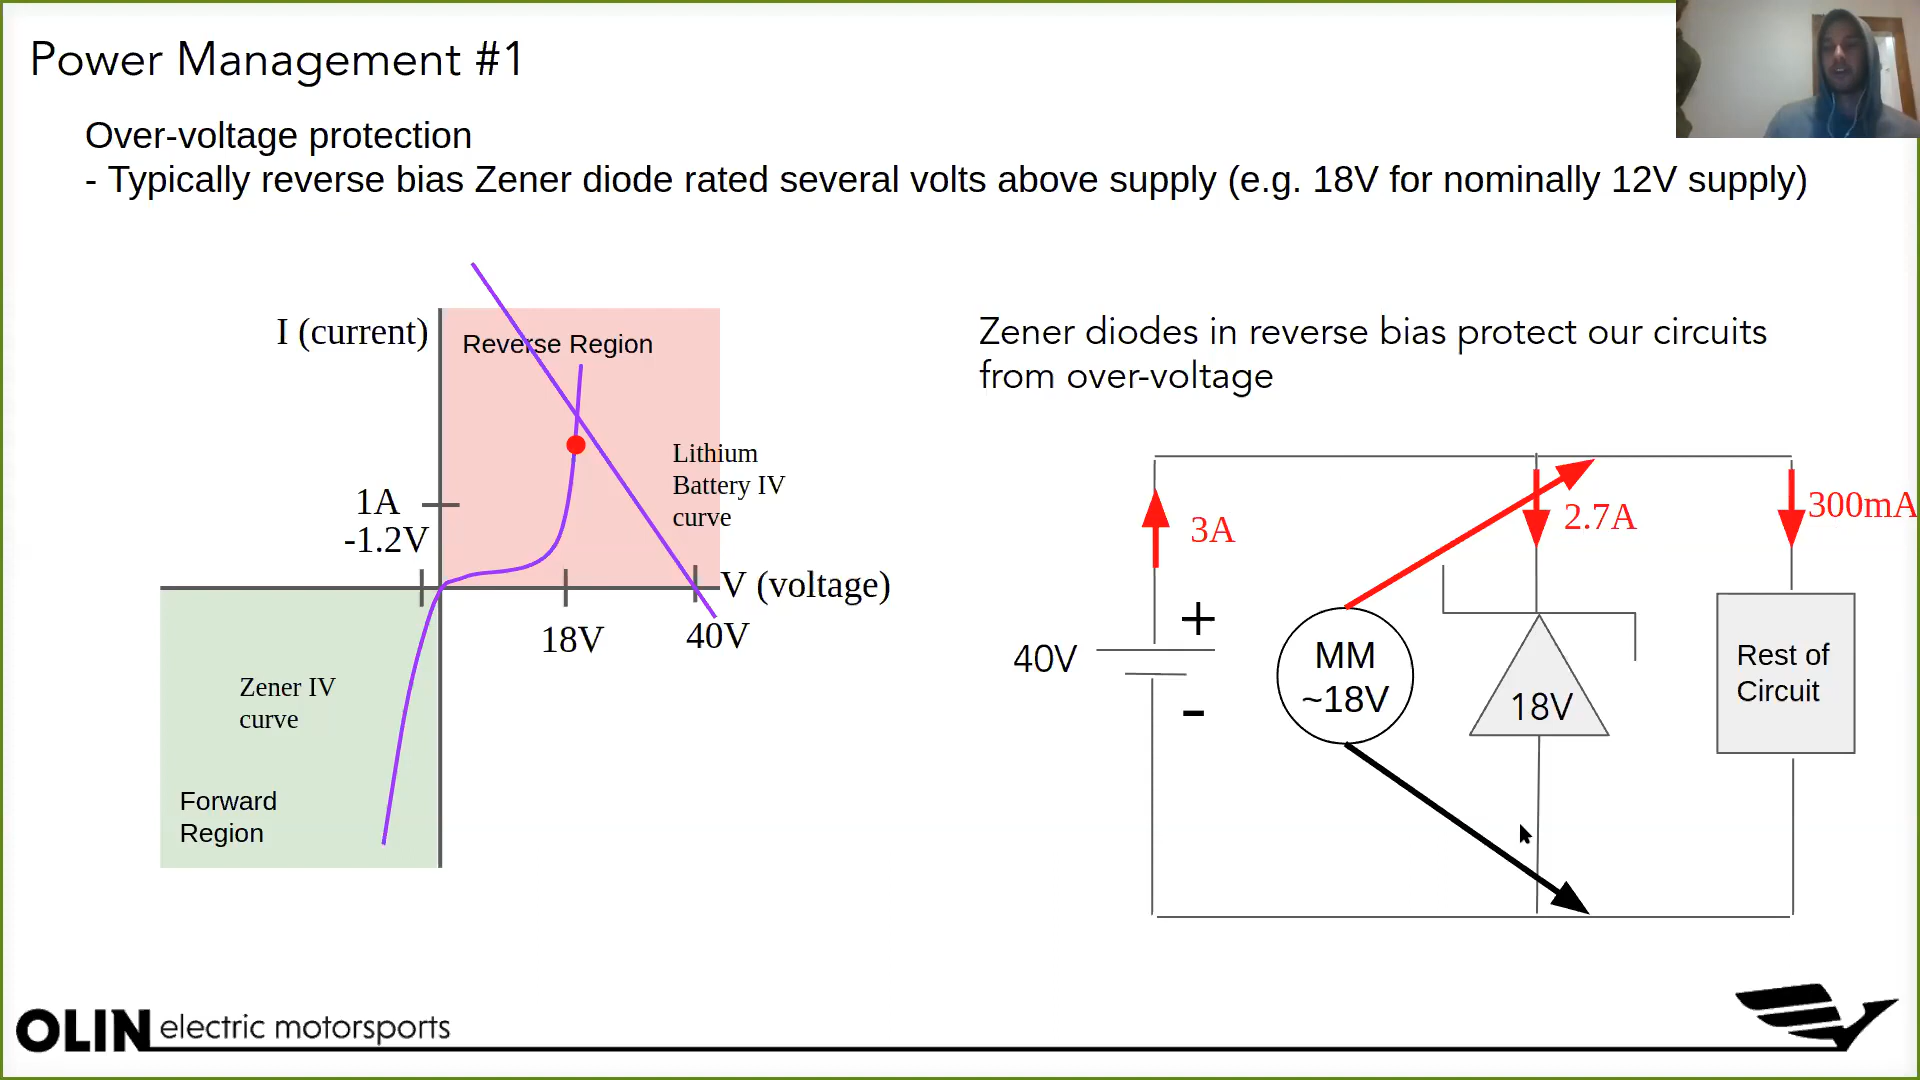 Power Management #1
Over-voltage protection
- Typically reverse bias Zener diode rated several volts above supply (e.g. 18V for nominally 12V supply)
I (current)
Reverse Region
Lithium
Battery IV
curve
1A
-1.2V
V (voltage)
18V
40V
Zener IV
curve
Forward
Region
Zener diodes in reverse bias protect our circuits
from over-voltage
3A
2.7A
300mA
+
40V
-
MM
~18V
18V
Rest of
Circuit
OLIN electric motorsports